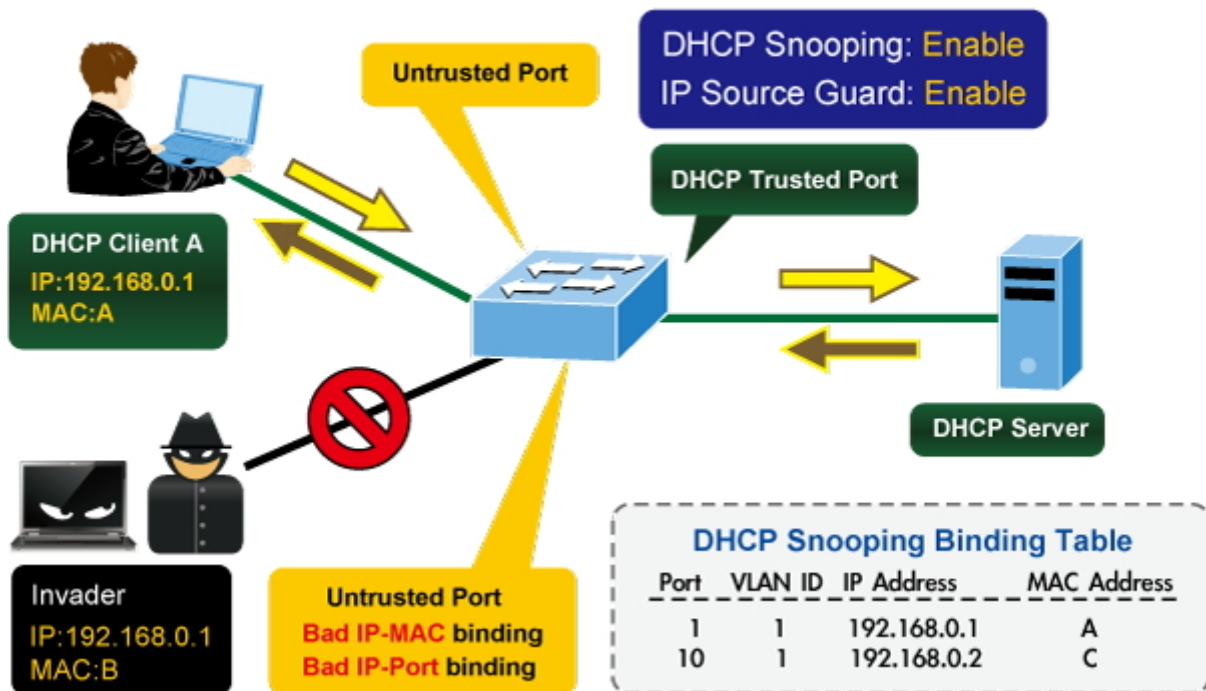 DHCP Snooping: Enable
IP Source Guard: Enable
Untrusted Port
DHCP Trusted Port
DHCP Client A
IP:192.168.0.1
MAC:A
DHCP Server
Invader
IP:192.168.0.1
MAC:B
Untrusted Port
Bad IP-MAC binding
Bad IP-Port binding
DHCP Snooping Binding Table
Port VLAN ID IP Address MAC Address
1 1 192.168.0.1 A
10 1 192.168.0.2 C